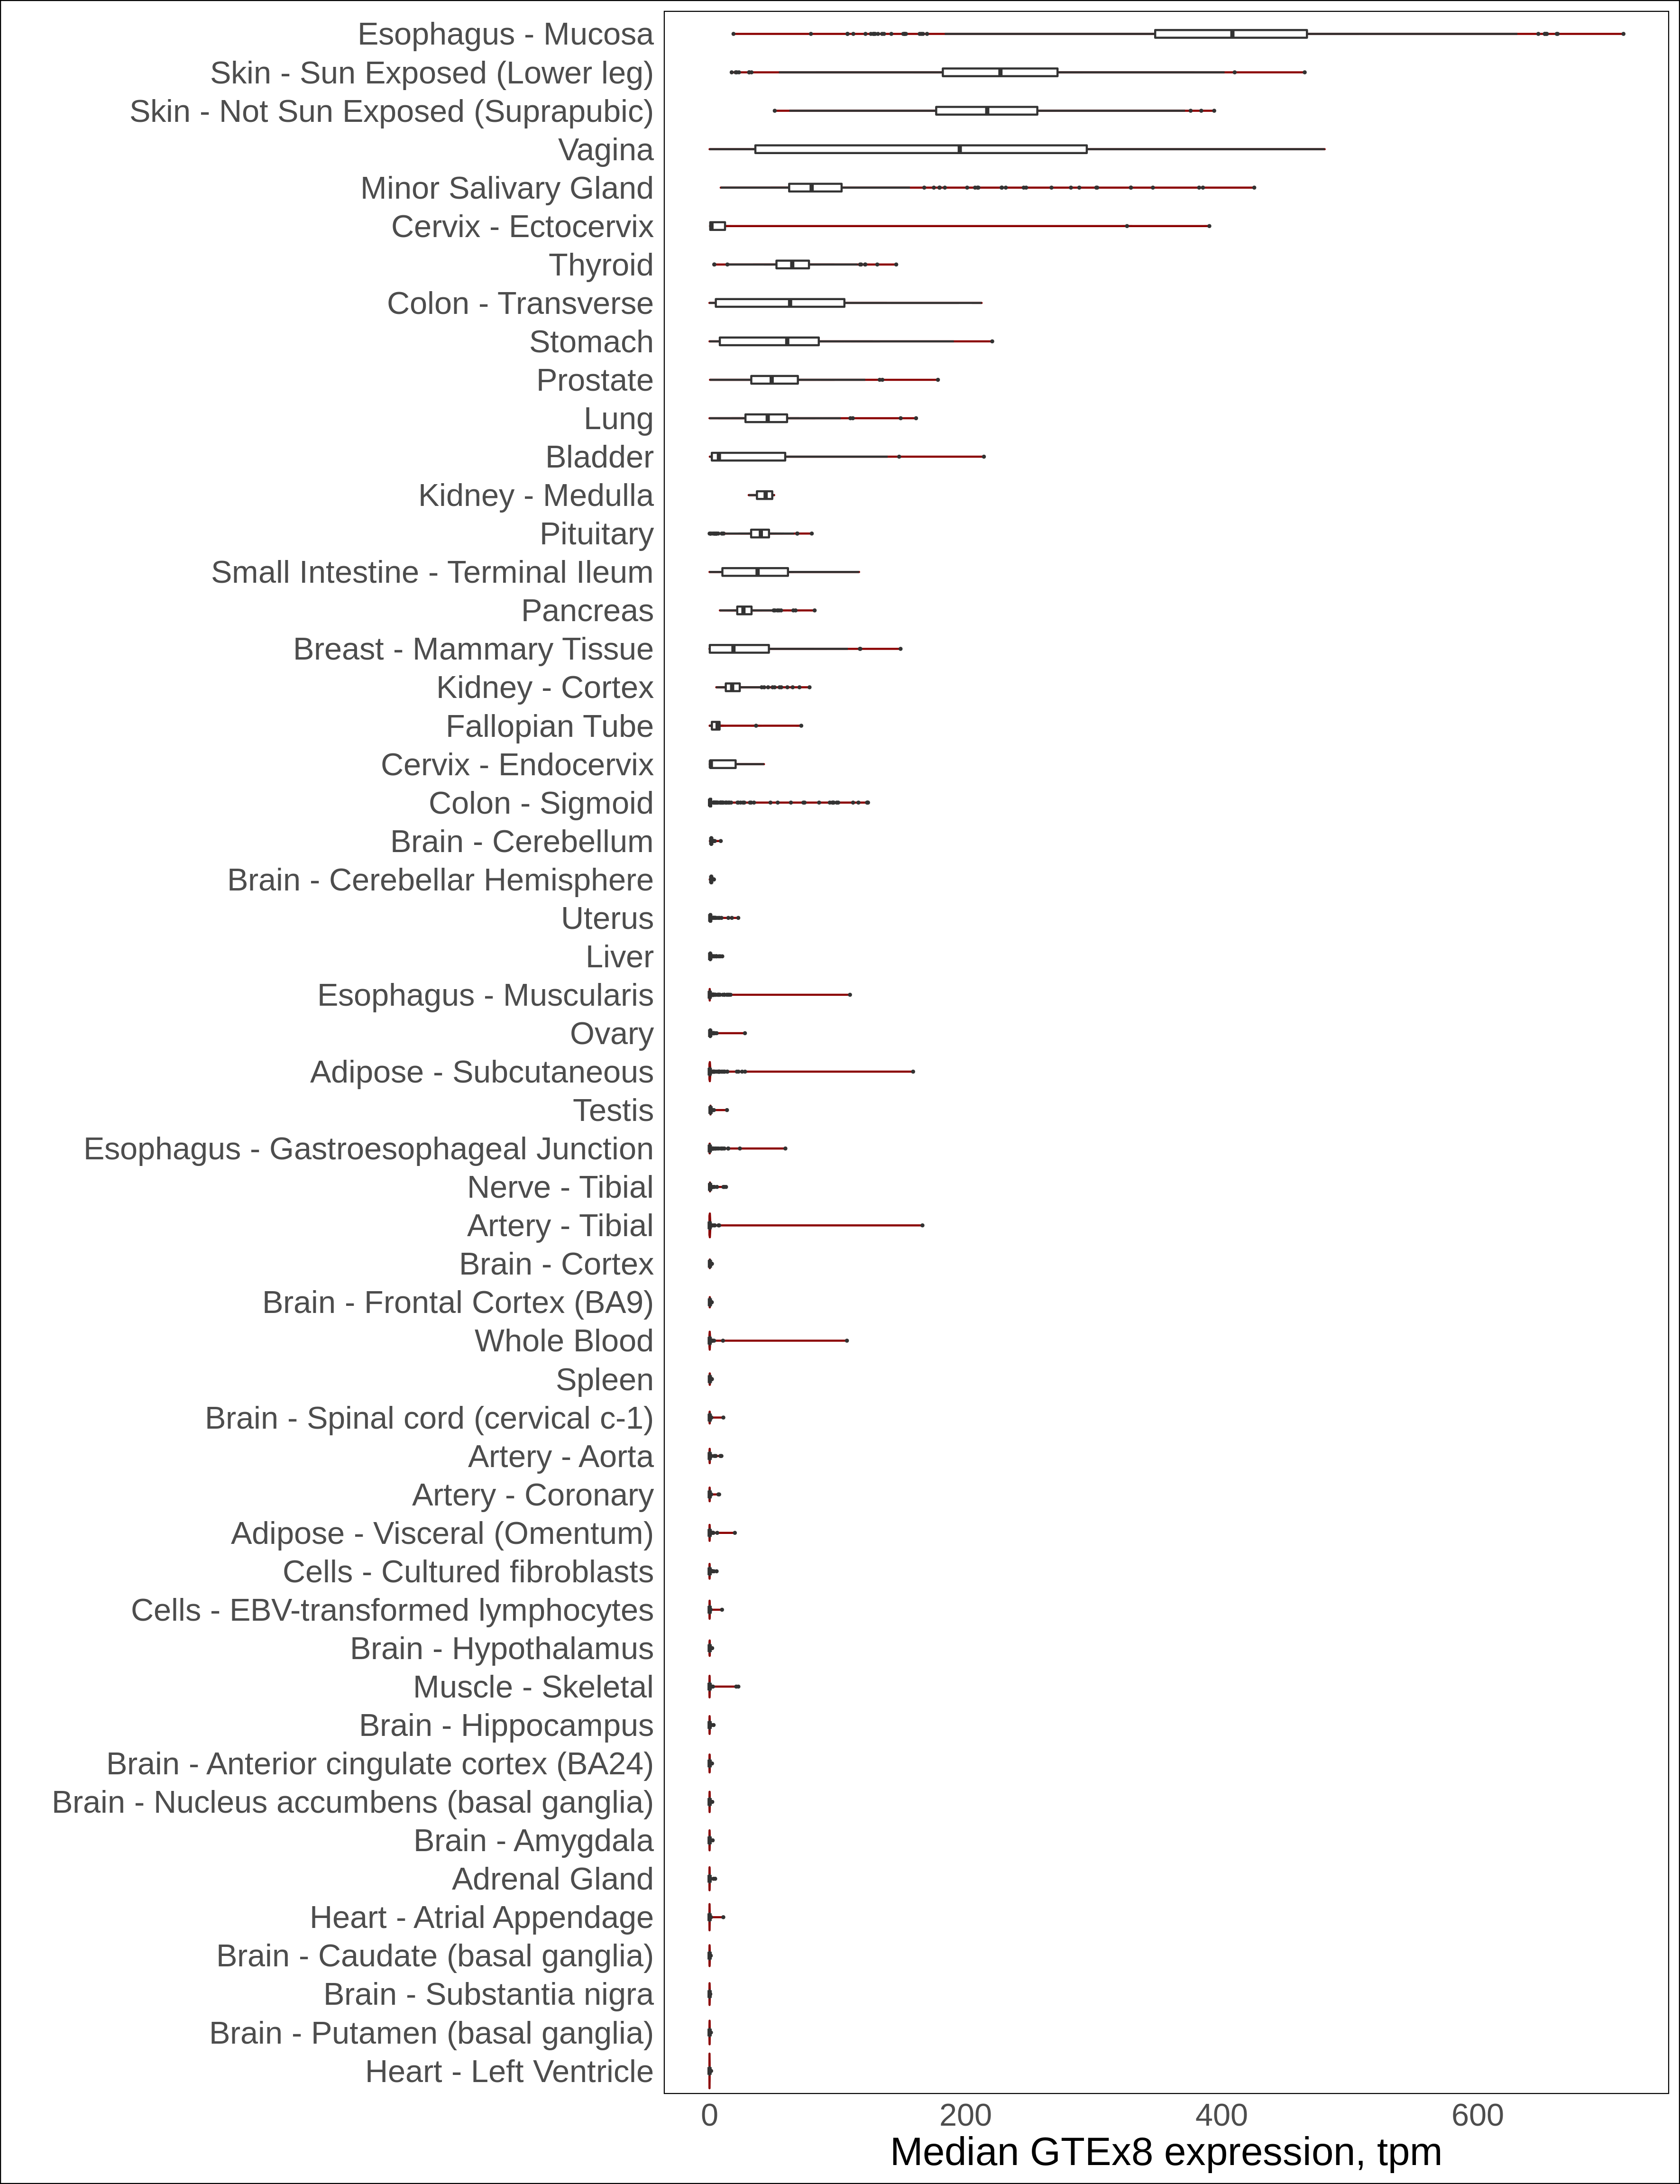 Esophagus - Mucosa
Skin - Sun Exposed (Lower leg)
Skin - Not Sun Exposed (Suprapubic)
Vagina
Minor Salivary Gland
Cervix - Ectocervix
Thyroid
Colon - Transverse
Stomach
Prostate
Lung
Bladder
Kidney - Medulla
Pituitary
Small Intestine - Terminal Ileum
Pancreas
Breast - Mammary Tissue
Kidney - Cortex
Fallopian Tube
Cervix - Endocervix
Colon - Sigmoid
Brain - Cerebellum
Brain - Cerebellar Hemisphere
Uterus
Liver
Esophagus - Muscularis
Ovary
Adipose - Subcutaneous
Testis
Esophagus - Gastroesophageal Junction
Nerve - Tibial
Artery - Tibial
Brain - Cortex
Brain - Frontal Cortex (BA9)
Whole Blood
Spleen
Brain - Spinal cord (cervical c-1)
Artery - Aorta
Artery - Coronary
Adipose - Visceral (Omentum)
Cells - Cultured fibroblasts
Cells - EBV-transformed lymphocytes
Brain - Hypothalamus
Muscle - Skeletal
Brain - Hippocampus
Brain - Anterior cingulate cortex (BA24)
Brain - Nucleus accumbens (basal ganglia)
Brain - Amygdala
Adrenal Gland
Heart - Atrial Appendage
Brain - Caudate (basal ganglia)
Brain - Substantia nigra
Brain - Putamen (basal ganglia)
Heart - Left Ventricle
0 200 400 600
Median GTEx8 expression, tpm